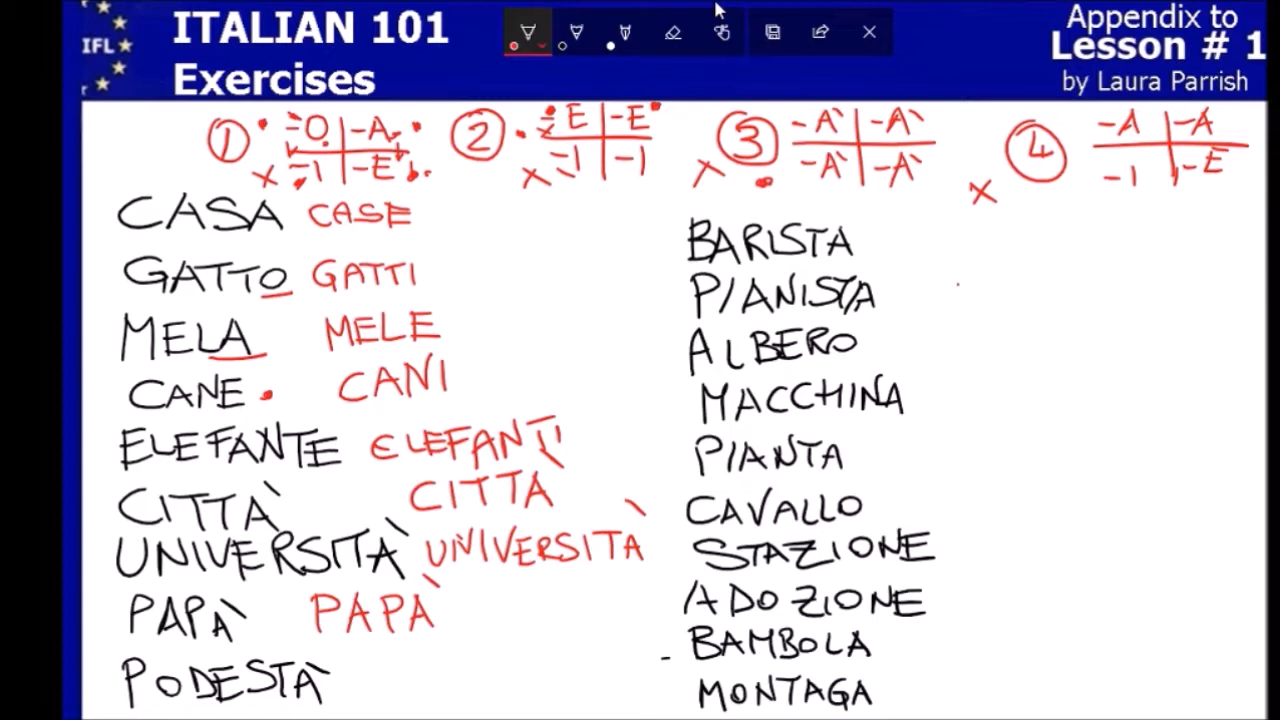 IFL
ITALIAN 101
Exercises
Appendix to
Lesson # 1
by Laura Parrish
① -O -A
-I -E
② -E -E
-I -I
③ -À -À
-À -À
④ -A -A
-I -E
CASA CASE
GATTO GATTI
MELA MELE
CANE CANI
ELEFANTE ELEFANTI
CITTÀ CITTÀ
UNIVERSITÀ UNIVERSITÀ
PAPÀ PAPÀ
PODESTÀ
BARISTA
PIANISTA
ALBERO
MACCHINA
PIANTA
CAVALLO
STAZIONE
ADOZIONE
BAMBOLA
MONTAGA